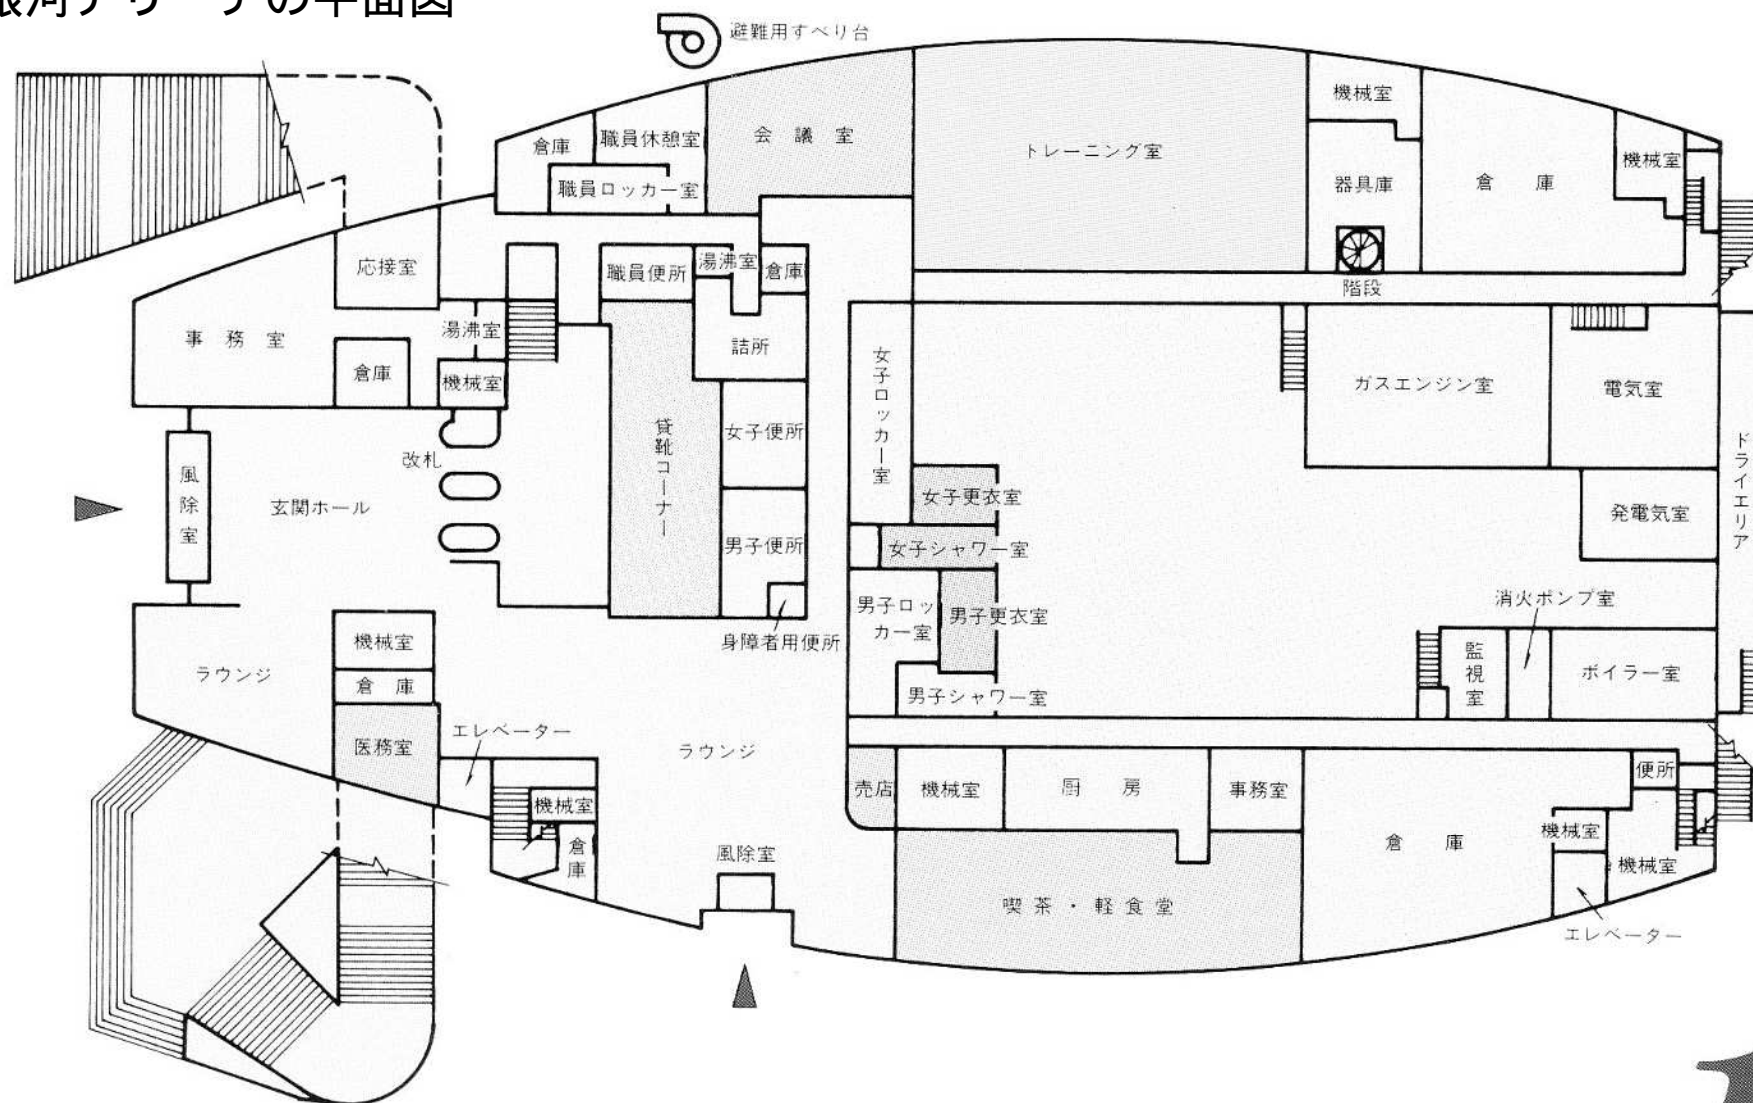 銀河アリーナの平面図
避難用すべり台
倉庫
職員休憩室
職員ロッカー室
会議室
トレーニング室
機械室
器具庫
倉庫
機械室
階段
応接室
事務室
倉庫
湯沸室
機械室
職員便所
湯沸室
倉庫
詰所
貸靴コーナー
女子便所
男子便所
身障者用便所
女子ロッカー室
女子更衣室
女子シャワー室
男子ロッ
カー室
男子更衣室
男子シャワー室
ガスエンジン室
電気室
発電気室
ドライエリア
消火ポンプ室
監視室
ボイラー室
風除室
玄関ホール
改札
ラウンジ
機械室
倉庫
医務室
エレベーター
機械室
倉庫
ラウンジ
風除室
売店
機械室
厨房
事務室
喫茶・軽食堂
倉庫
便所
機械室
機械室
エレベーター